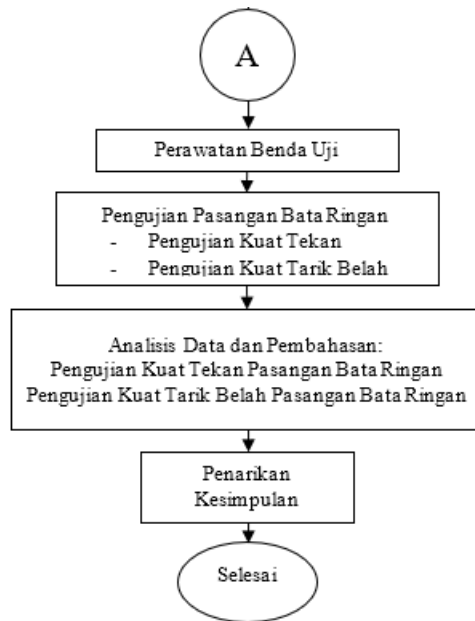 A
Perawatan Benda Uji
Pengujian Pasangan Bata Ringan
- Pengujian Kuat Tekan
- Pengujian Kuat Tarik Belah
Analisis Data dan Pembahasan:
Pengujian Kuat Tekan Pasangan Bata Ringan
Pengujian Kuat Tarik Belah Pasangan Bata Ringan
Penarikan
Kesimpulan
Selesai